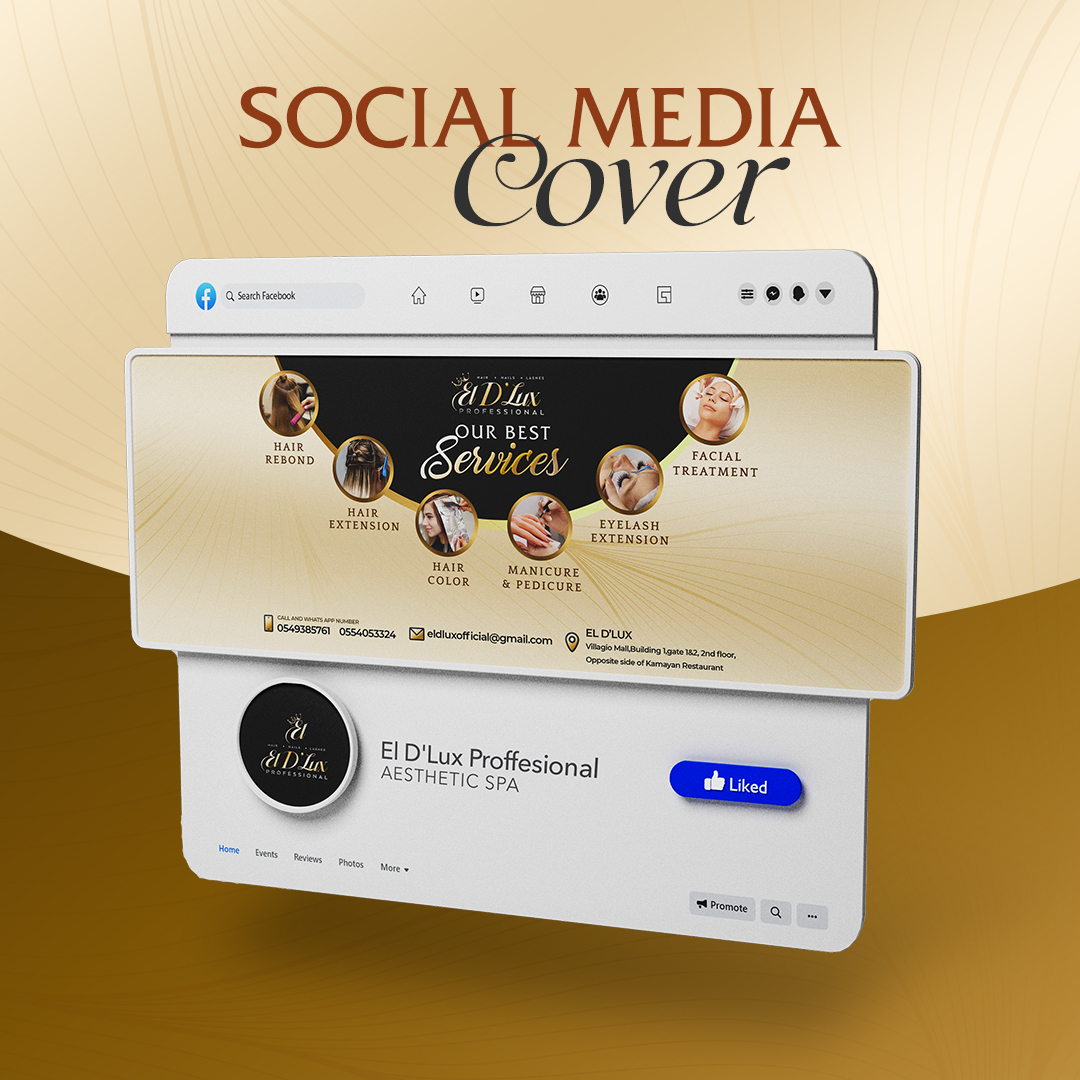 SOCIAL MEDIA
Cover
Search Facebook
HAIR • NAILS • LASHES
El D'Lux
PROFESSIONAL
OUR BEST
Services
HAIR
REBOND
HAIR
EXTENSION
HAIR
COLOR
MANICURE
& PEDICURE
EYELASH
EXTENSION
FACIAL
TREATMENT
CALL AND WHATS APP NUMBER
0549385761 0554053324
eldluxofficial@gmail.com
EL D'LUX
Villagio Mall,Building 1,gate 1&2, 2nd floor,
Opposite side of Kamayan Restaurant
El
HAIR • NAILS • LASHES
El D'Lux
PROFESSIONAL
El D'Lux Proffesional
AESTHETIC SPA
Liked
Home Events Reviews Photos More
Promote